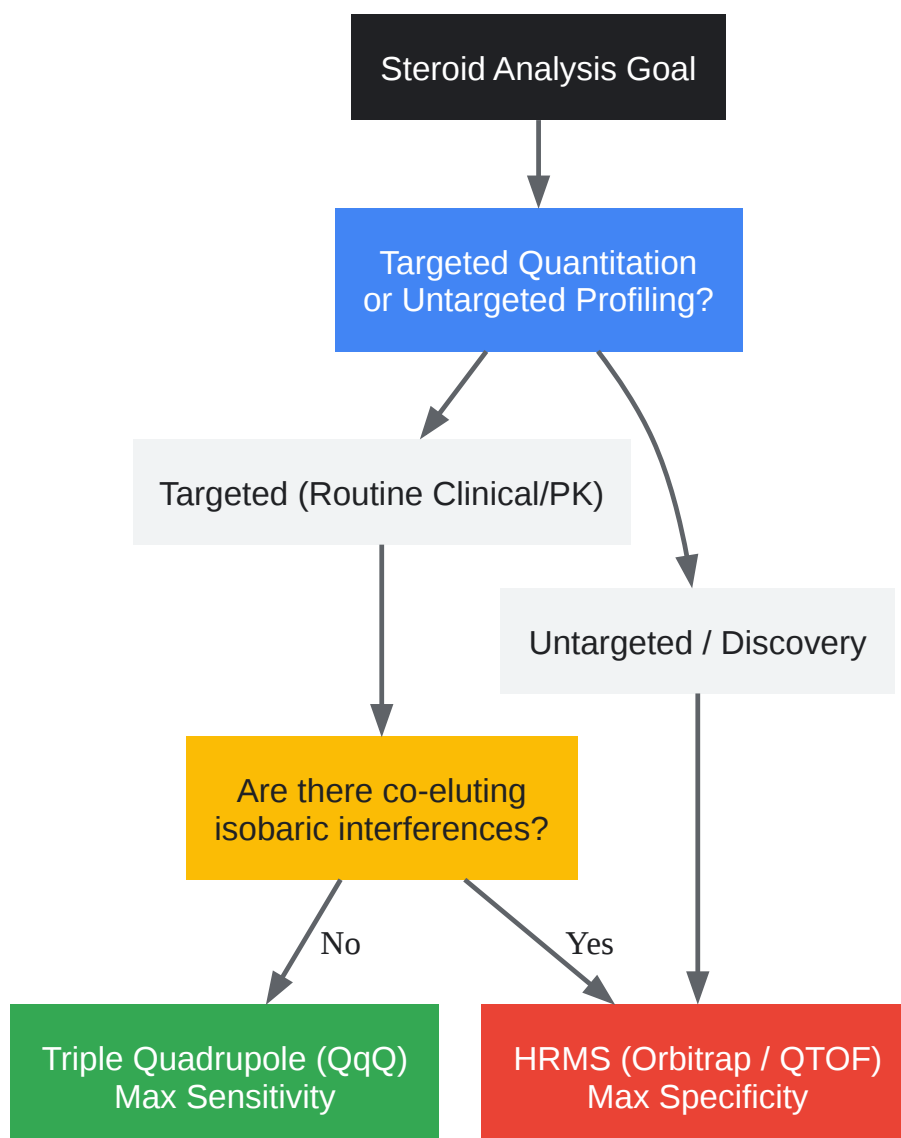 Steroid Analysis Goal
Targeted Quantitation
or Untargeted Profiling?
Targeted (Routine Clinical/PK)
Untargeted / Discovery
Are there co-eluting
isobaric interferences?
No
Yes
Triple Quadrupole (QqQ)
Max Sensitivity
HRMS (Orbitrap / QTOF)
Max Specificity